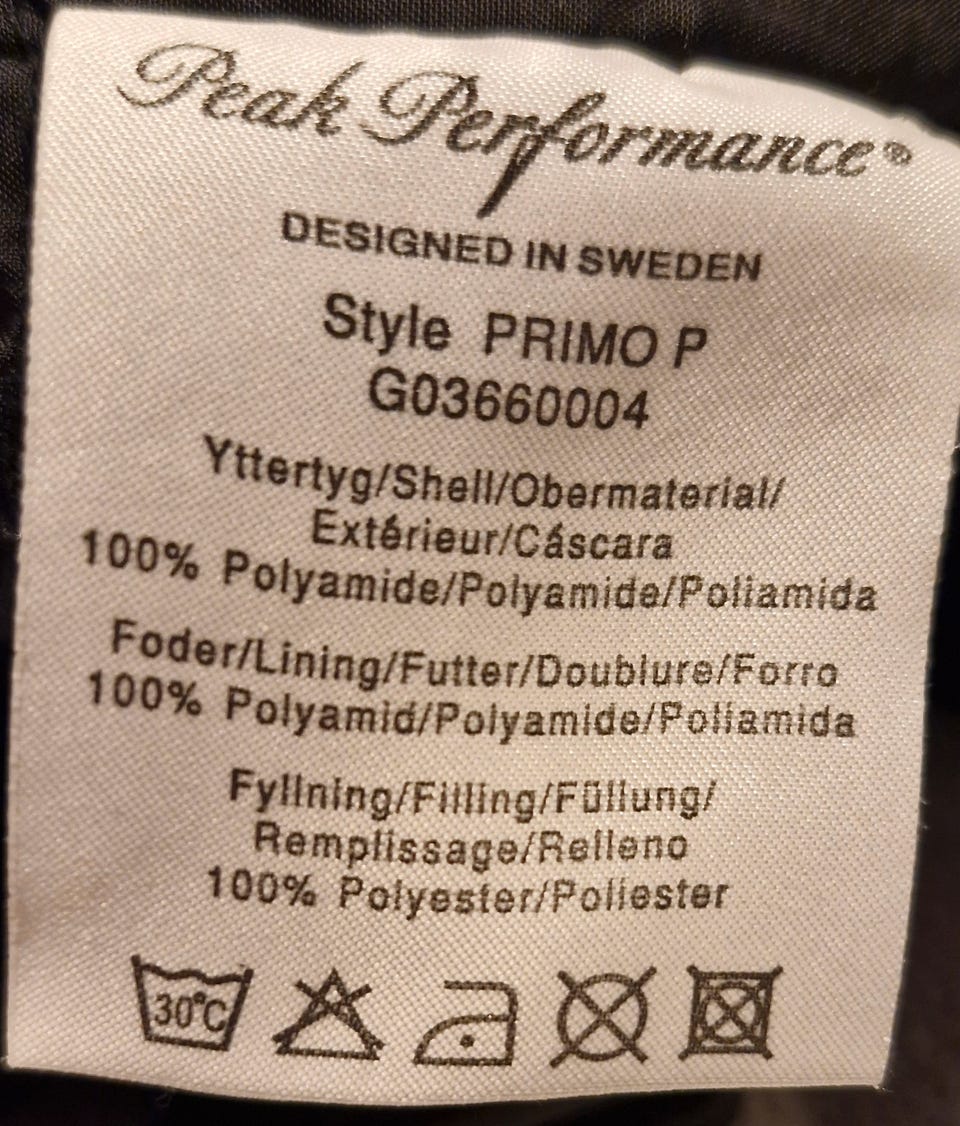 Peak Performance®
DESIGNED IN SWEDEN
Style PRIMO P
G03660004
Yttertyg/Shell/Obermaterial/
Extérieur/Cáscara
100% Polyamide/Polyamide/Poliamida
Foder/Lining/Futter/Doublure/Forro
100% Polyamid/Polyamide/Poliamida
Fyllning/Filling/Füllung/
Remplissage/Relleno
100% Polyester/Poliester
30°C